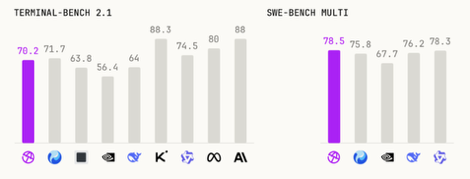 TERMINAL-BENCH 2.1
70.2 71.7 63.8 56.4 64 88.3 74.5 80 88
SWE-BENCH MULTI
78.5 75.8 67.7 76.2 78.3